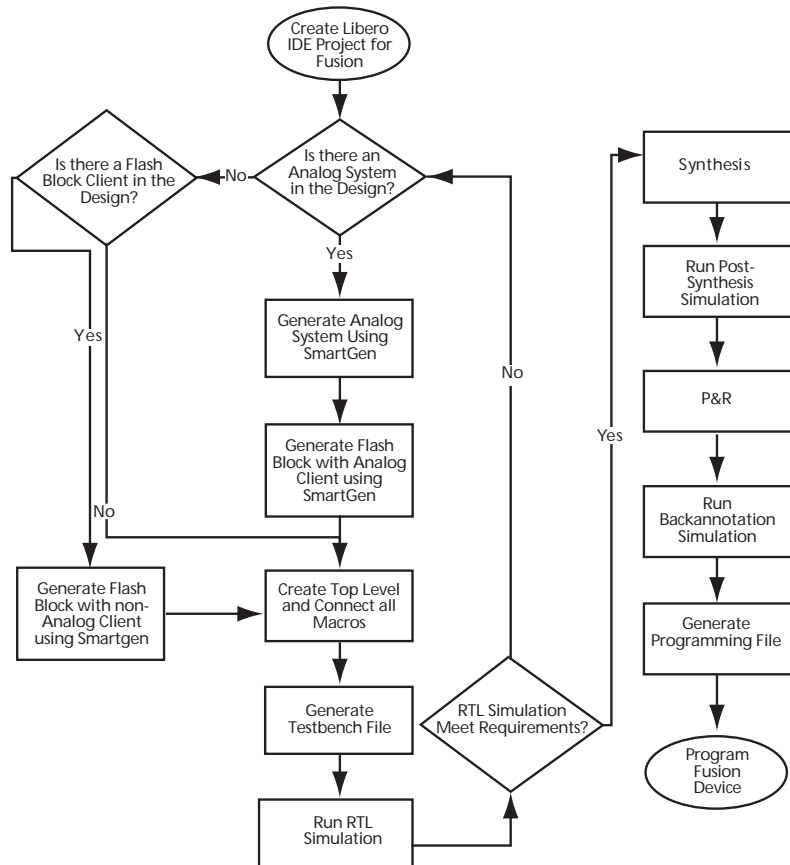 Create Libero
IDE Project for
Fusion
Is there a Flash
Block Client in the
Design?
No
Is there an
Analog System
in the Design?
Yes
Generate Analog
System Using
SmartGen
Yes
Generate Flash
Block with Analog
Client using
SmartGen
No
Generate Flash
Block with non-
Analog Client
using Smartgen
Create Top Level
and Connect all
Macros
Generate
Testbench File
Run RTL
Simulation
RTL Simulation
Meet Requirements?
No
Yes
Synthesis
Run Post-
Synthesis
Simulation
P&R
Run
Backannotation
Simulation
Generate
Programming File
Program
Fusion
Device